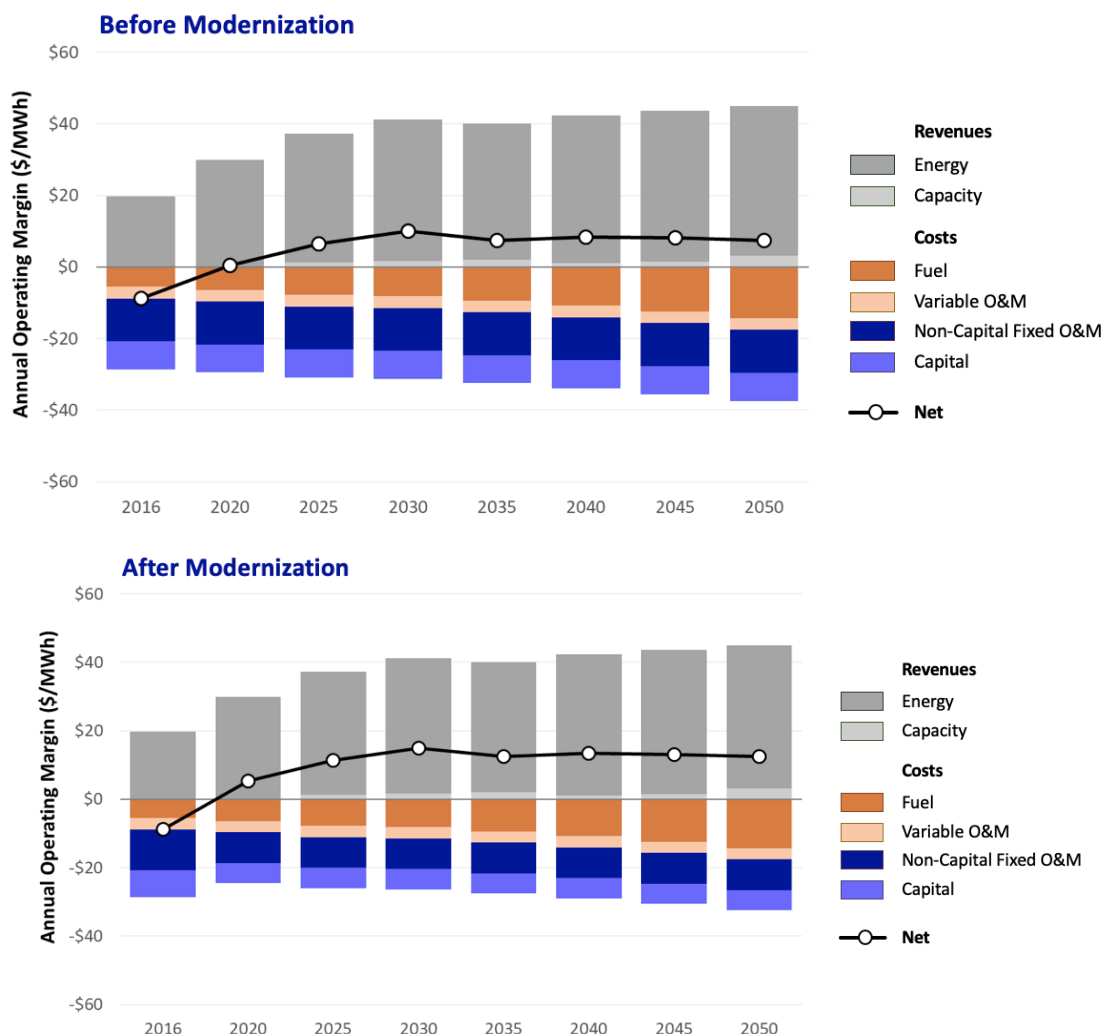 Before Modernization
Annual Operating Margin ($/MWh)
$60
$40
$20
$0
-$20
-$40
-$60
2016 2020 2025 2030 2035 2040 2045 2050
Revenues
Energy
Capacity
Costs
Fuel
Variable O&M
Non-Capital Fixed O&M
Capital
Net
After Modernization
Annual Operating Margin ($/MWh)
$60
$40
$20
$0
-$20
-$40
-$60
2016 2020 2025 2030 2035 2040 2045 2050
Revenues
Energy
Capacity
Costs
Fuel
Variable O&M
Non-Capital Fixed O&M
Capital
Net